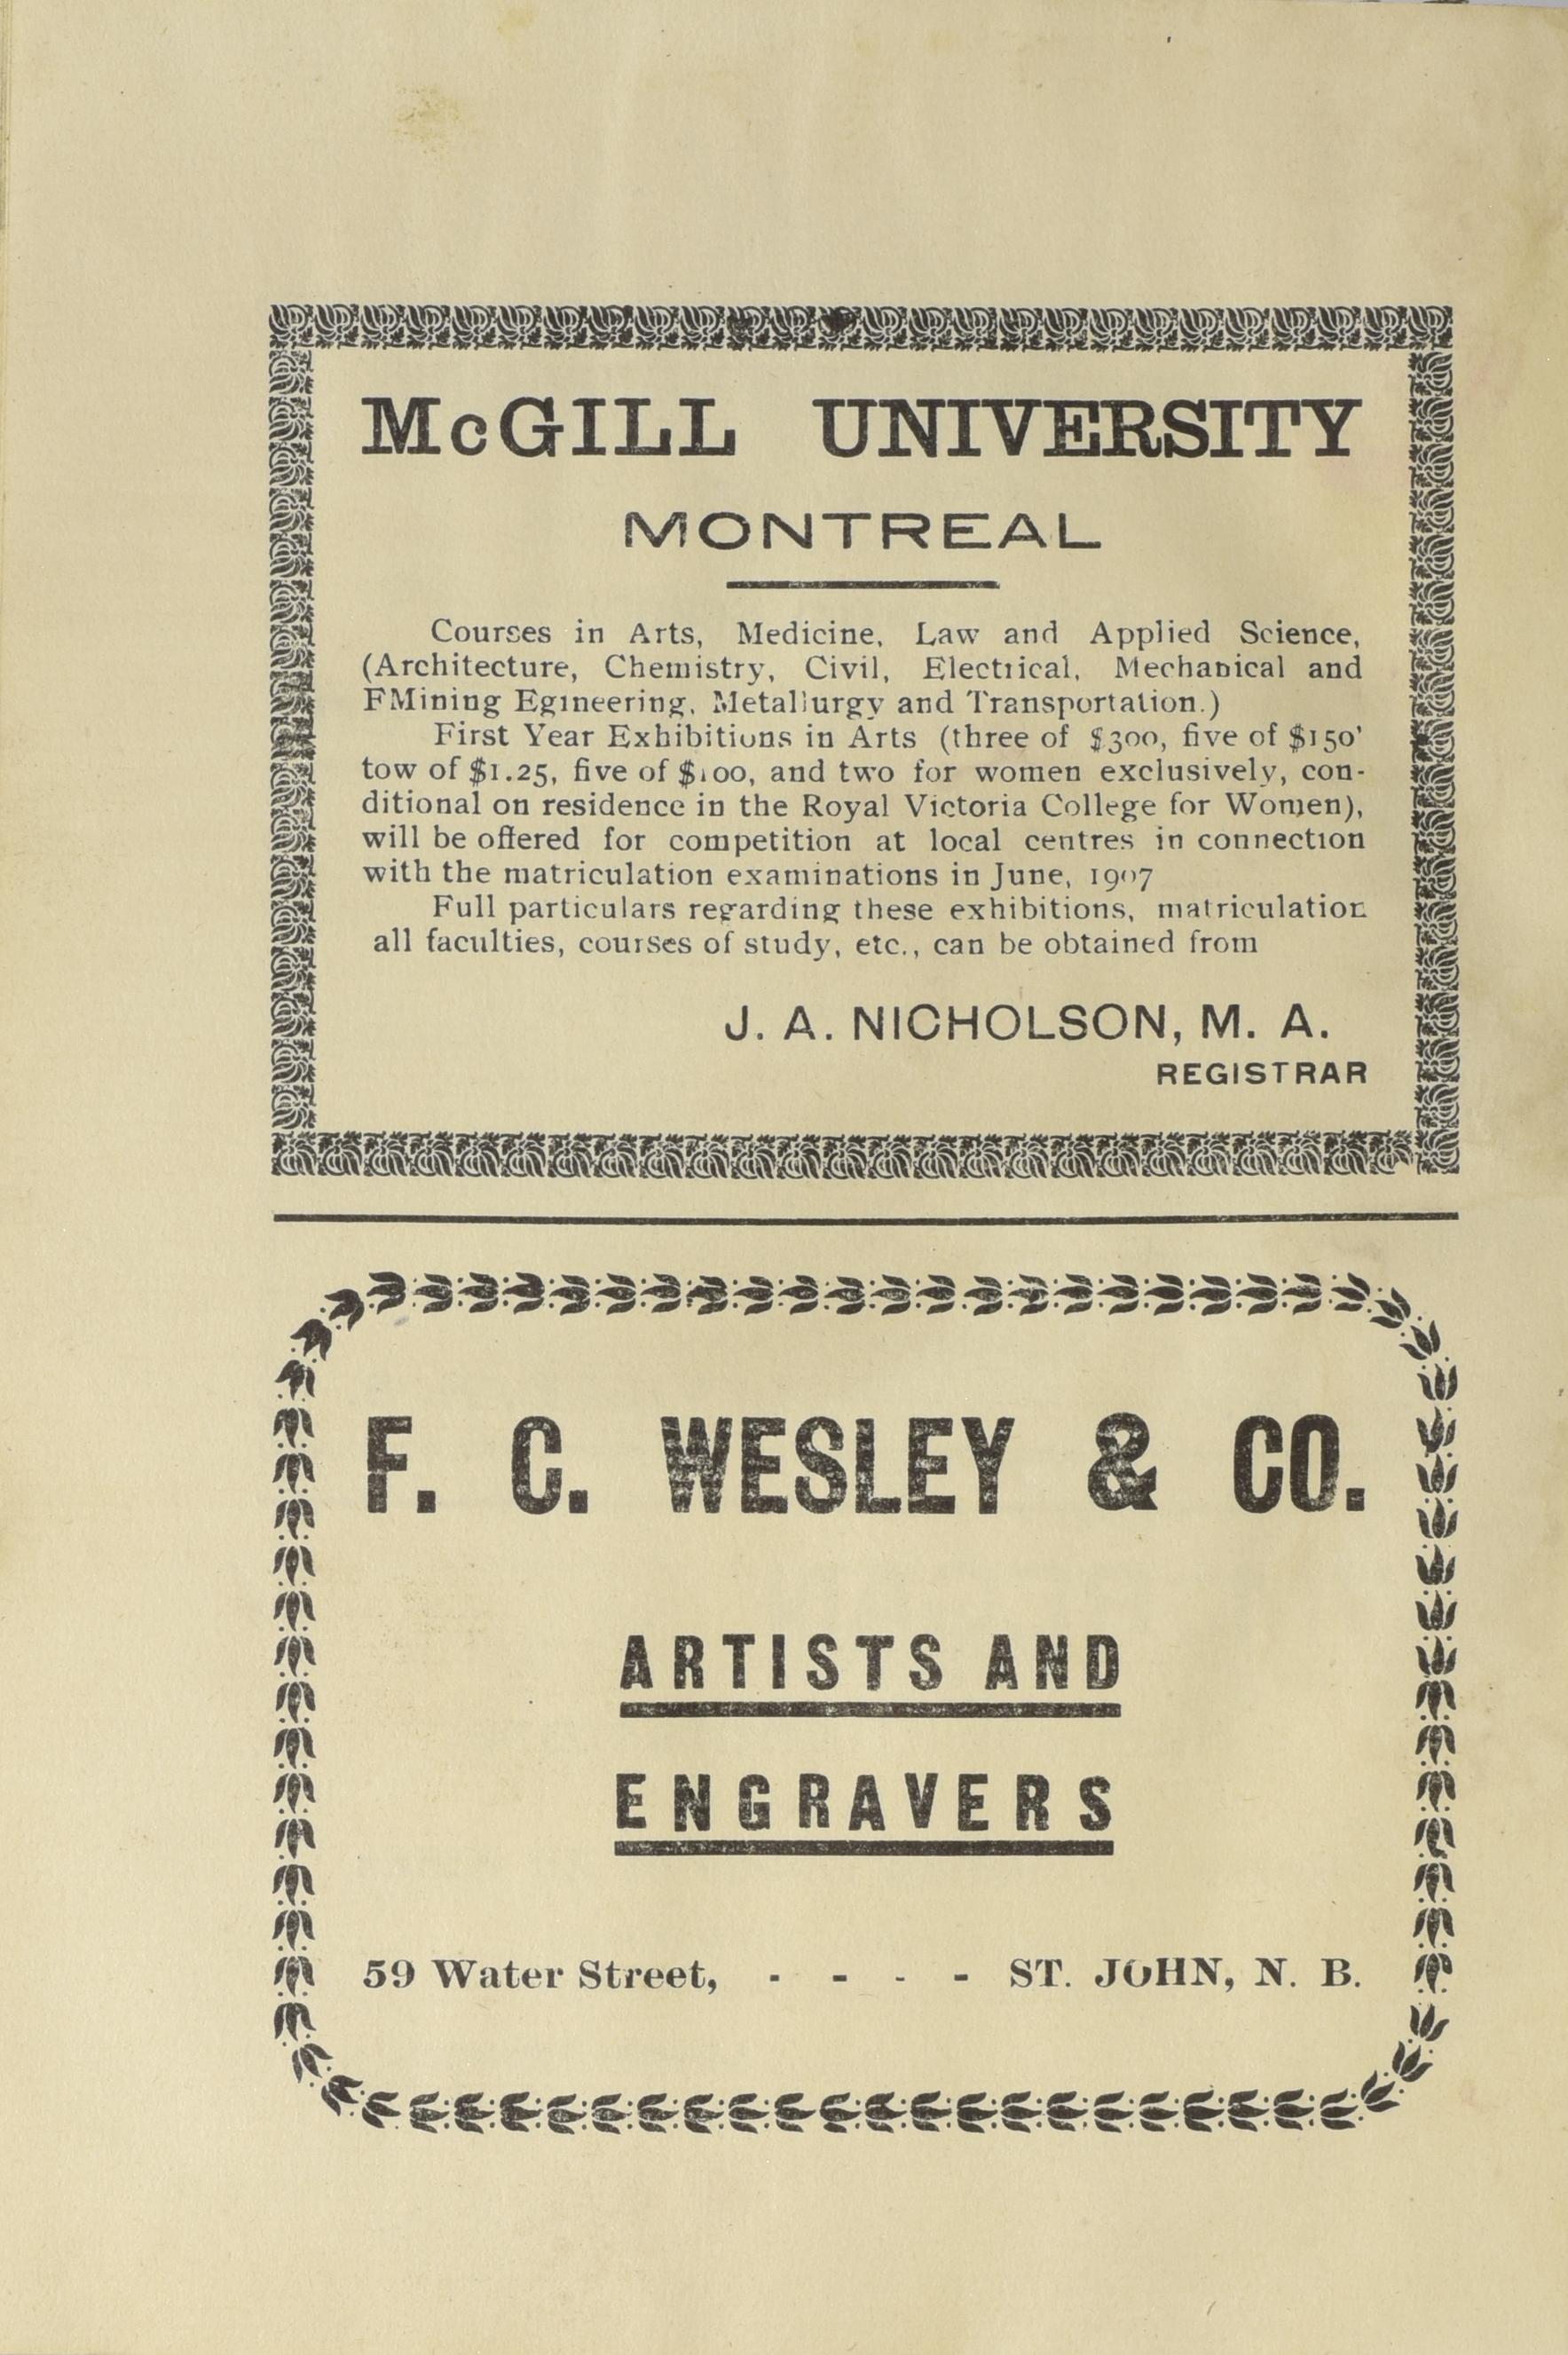 McGILL UNIVERSITY
MONTREAL
Courses in Arts, Medicine, Law and Applied Science,
(Architecture, Chemistry, Civil, Electrical, Mechanical and
FMining Egineering, Metallurgy and Transportation.)
First Year Exhibitions in Arts (three of $300, five of $150'
tow of $1.25, five of $100, and two for women exclusively, con-
ditional on residence in the Royal Victoria College for Women),
will be offered for competition at local centres in connection
with the matriculation examinations in June, 1907
Full particulars regarding these exhibitions, matriculation
all faculties, courses of study, etc., can be obtained from
J. A. NICHOLSON, M. A.
REGISTRAR
F. C. WESLEY & CO.
ARTISTS AND
ENGRAVERS
59 Water Street, - - - - ST. JOHN, N. B.